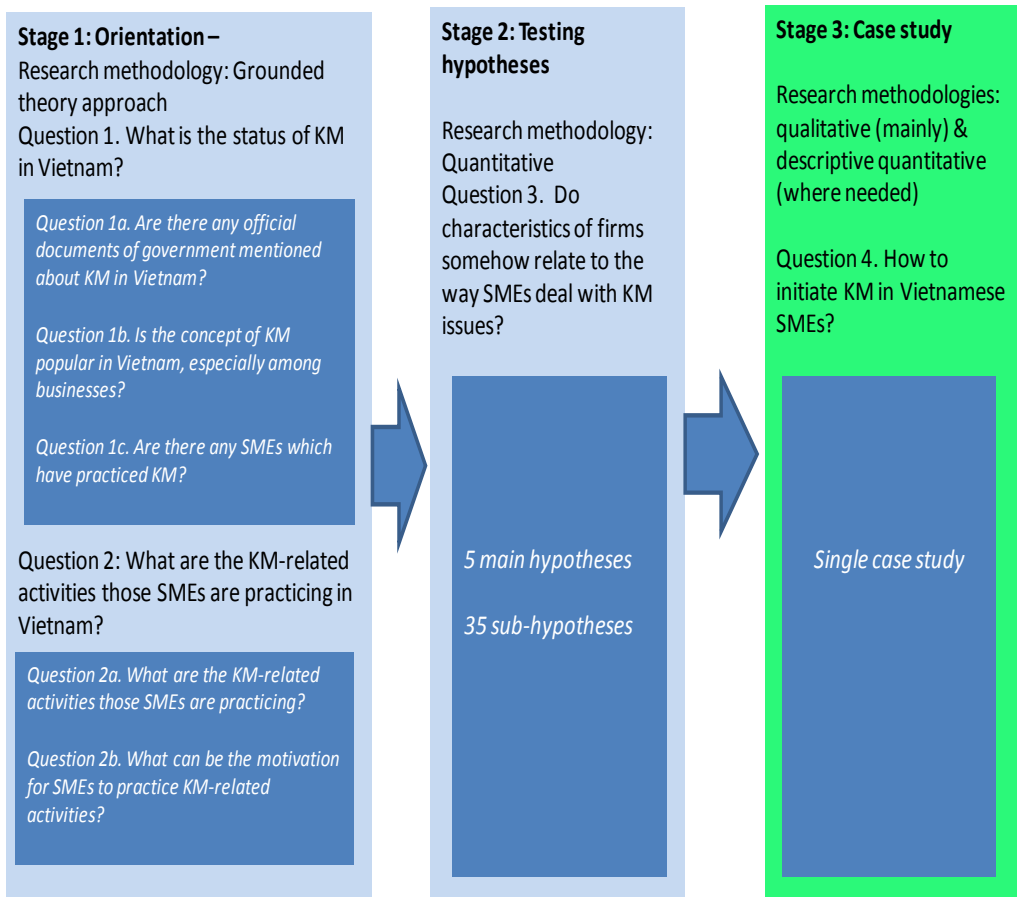 Stage 1: Orientation –
Research methodology: Grounded
theory approach
Question 1. What is the status of KM
in Vietnam?
Question 1a. Are there any official
documents of government mentioned
about KM in Vietnam?
Question 1b. Is the concept of KM
popular in Vietnam, especially among
businesses?
Question 1c. Are there any SMEs which
have practiced KM?
Question 2: What are the KM-related
activities those SMEs are practicing in
Vietnam?
Question 2a. What are the KM-related
activities those SMEs are practicing?
Question 2b. What can be the motivation
for SMEs to practice KM-related
activities?
Stage 2: Testing
hypotheses
Research methodology:
Quantitative
Question 3. Do
characteristics of firms
somehow relate to the
way SMEs deal with KM
issues?
5 main hypotheses
35 sub-hypotheses
Stage 3: Case study
Research methodologies:
qualitative (mainly) &
descriptive quantitative
(where needed)
Question 4. How to
initiate KM in Vietnamese
SMEs?
Single case study